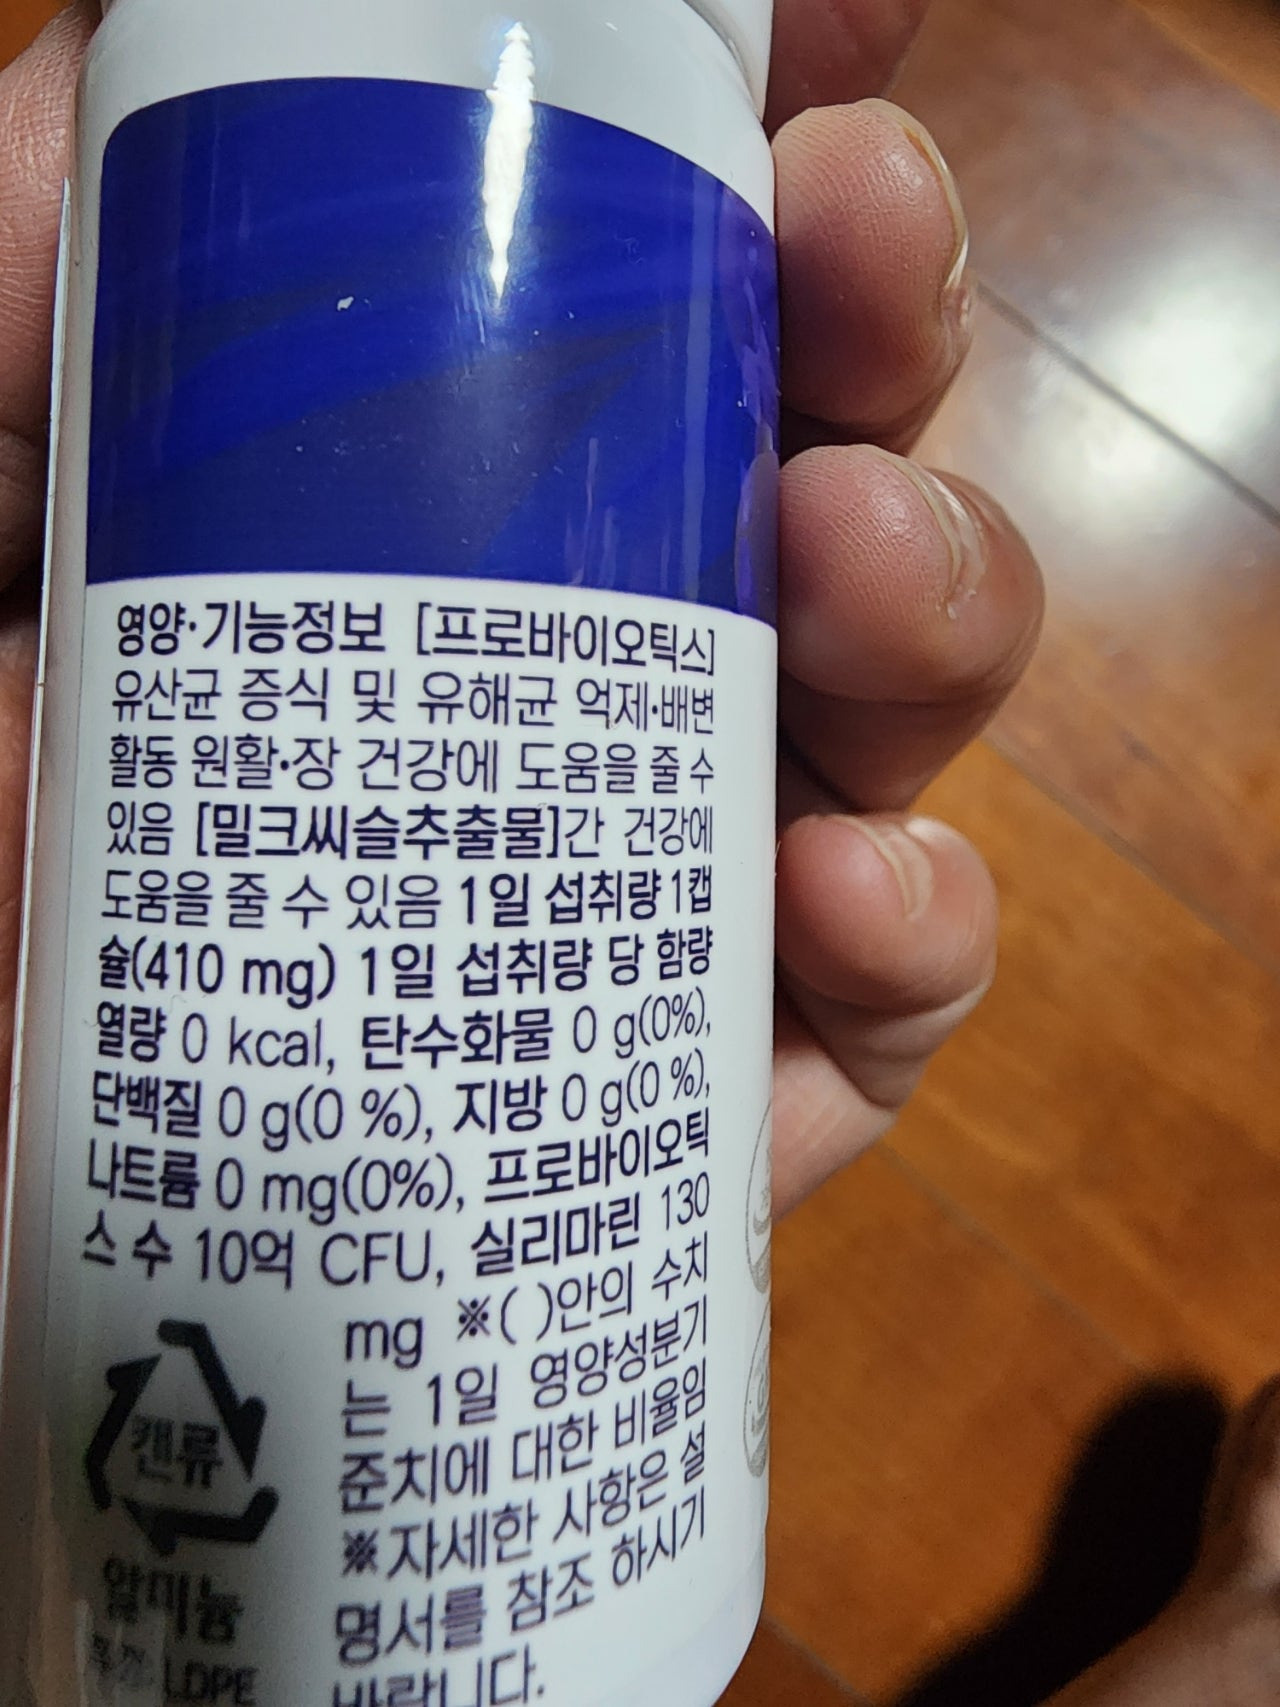 영양·기능정보 [프로바이오틱스]
유산균 증식 및 유해균 억제·배변
활동 원활·장 건강에 도움을 줄 수
있음 [밀크씨슬추출물]간 건강에
도움을 줄 수 있음 1일 섭취량 1캡
슐(410 mg) 1일 섭취량 당 함량
열량 0 kcal, 탄수화물 0 g(0%),
단백질 0 g(0 %), 지방 0 g(0 %),
나트륨 0 mg(0%), 프로바이오틱
스 수 10억 CFU, 실리마린 130
mg ※( )안의 수치
는 1일 영양성분기
준치에 대한 비율임
※자세한 사항은 설
명서를 참조 하시기
바랍니다.
캔류
알미늄
LDPE